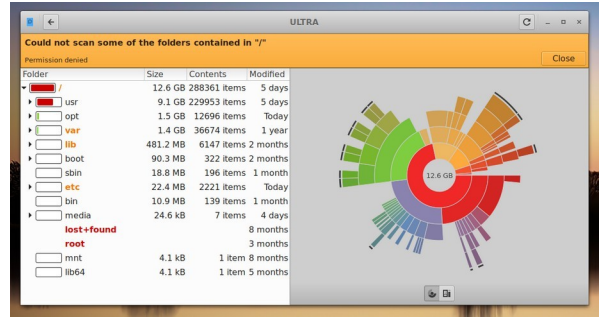 ULTRA
Could not scan some of the folders contained in "/"
Permission denied
Close
Folder Size Contents Modified
/ 12.6 GB 288361 items 5 days
usr 9.1 GB 229953 items 5 days
opt 1.5 GB 12696 items Today
var 1.4 GB 36674 items 1 year
lib 481.2 MB 6147 items 2 months
boot 90.3 MB 322 items 2 months
sbin 18.8 MB 196 items 1 month
etc 22.4 MB 2221 items Today
bin 10.9 MB 139 items 1 month
media 24.6 kB 7 items 4 days
lost+found 8 months
root 3 months
mnt 4.1 kB 1 item 8 months
lib64 4.1 kB 1 item 5 months
12.6 GB